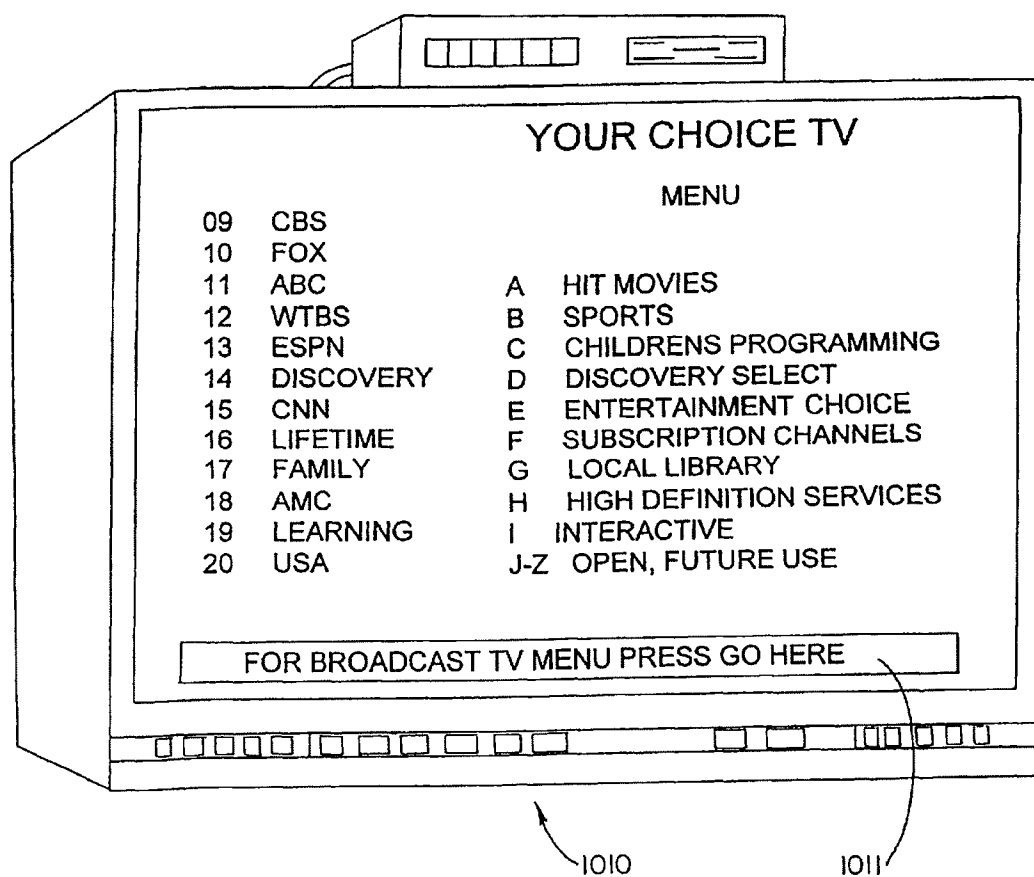 YOUR CHOICE TV
MENU
09 CBS
10 FOX
11 ABC
12 WTBS
13 ESPN
14 DISCOVERY
15 CNN
16 LIFETIME
17 FAMILY
18 AMC
19 LEARNING
20 USA
A HIT MOVIES
B SPORTS
C CHILDRENS PROGRAMMING
D DISCOVERY SELECT
E ENTERTAINMENT CHOICE
F SUBSCRIPTION CHANNELS
G LOCAL LIBRARY
H HIGH DEFINITION SERVICES
I INTERACTIVE
J-Z OPEN, FUTURE USE
FOR BROADCAST TV MENU PRESS GO HERE
1010
1011